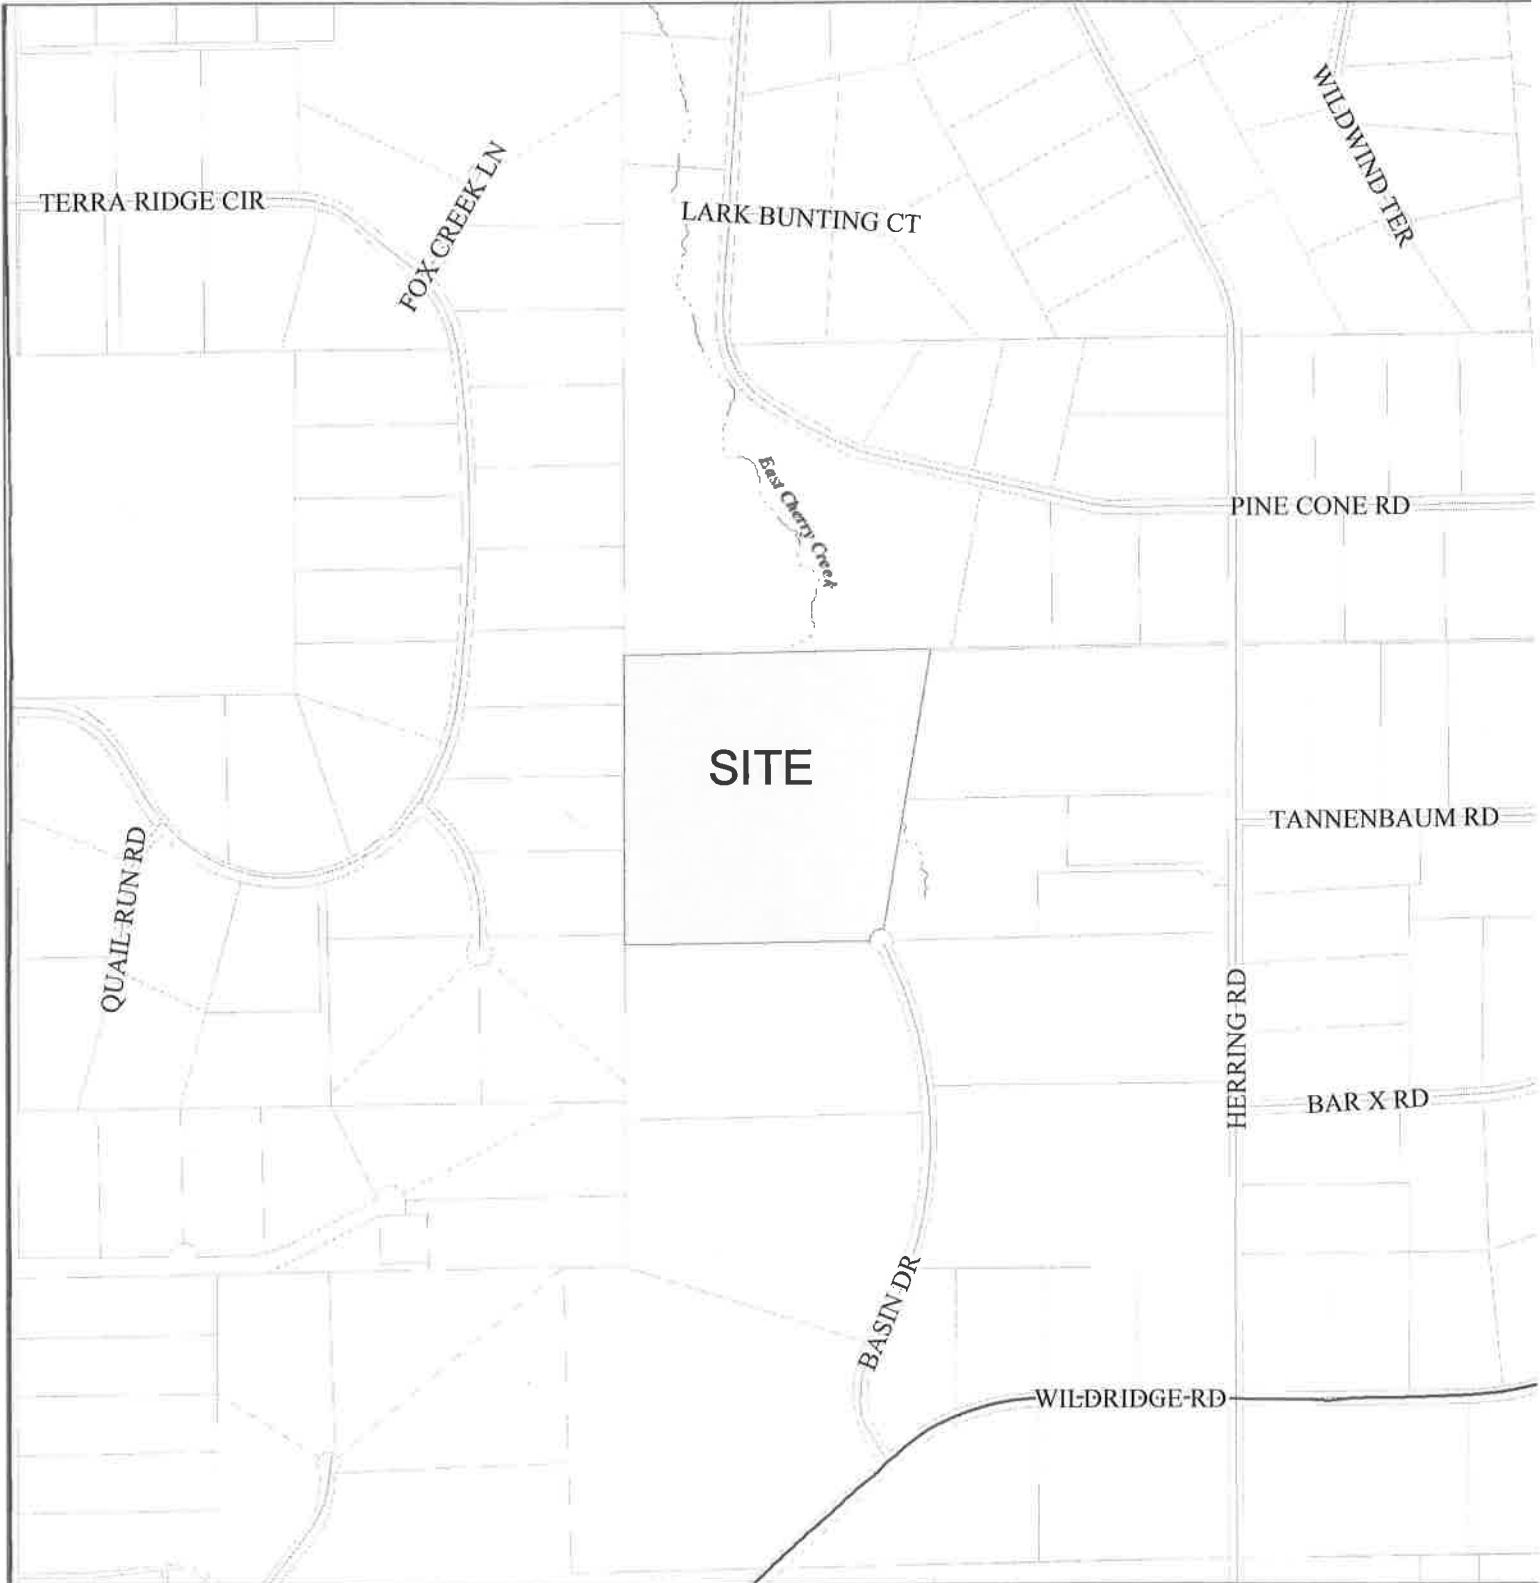 WILDWIND TER
TERRA RIDGE CIR
FOX CREEK LN
LARK BUNTING CT
East Cherry Creek
PINE CONE RD
SITE
TANNENBAUM RD
QUAIL RUN RD
HERRING RD
BAR X RD
BASIN DR
WILDRIDGE RD